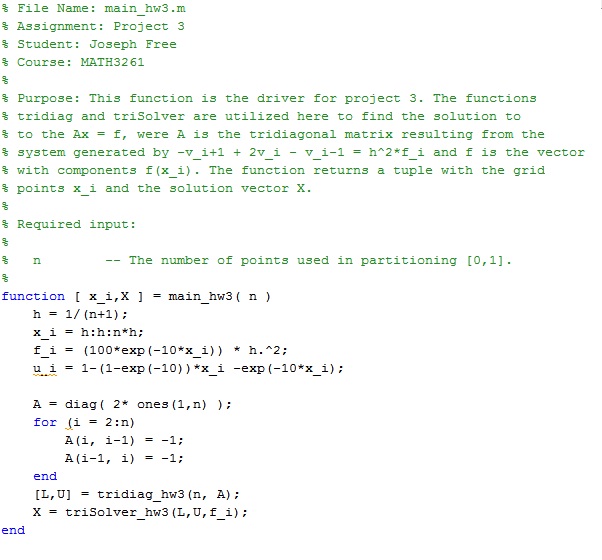 % File Name: main_hw3.m
% Assignment: Project 3
% Student: Joseph Free
% Course: MATH3261
%
% Purpose: This function is the driver for project 3. The functions
% tridiag and triSolver are utilized here to find the solution to
% to the Ax = f, were A is the tridiagonal matrix resulting from the
% system generated by -v_i+1 + 2v_i - v_i-1 = h^2*f_i and f is the vector
% with components f(x_i). The function returns a tuple with the grid
% points x_i and the solution vector X.
%
% Required input:
%
%   n        -- The number of points used in partitioning [0,1].
%
function [ x_i,X ] = main_hw3( n )
    h = 1/(n+1);
    x_i = h:h:n*h;
    f_i = (100*exp(-10*x_i)) * h.^2;
    u_i = 1-(1-exp(-10))*x_i -exp(-10*x_i);

    A = diag( 2* ones(1,n) );
    for (i = 2:n)
        A(i, i-1) = -1;
        A(i-1, i) = -1;
    end
    [L,U] = tridiag_hw3(n, A);
    X = triSolver_hw3(L,U,f_i);
end